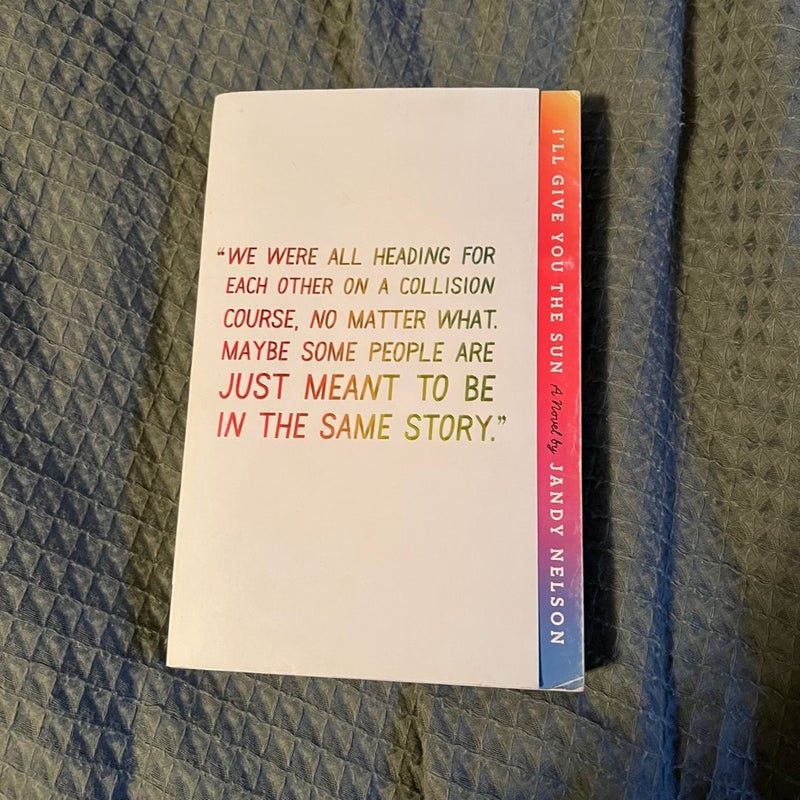 “WE WERE ALL HEADING FOR
EACH OTHER ON A COLLISION
COURSE, NO MATTER WHAT.
MAYBE SOME PEOPLE ARE
JUST MEANT TO BE
IN THE SAME STORY.”
I'LL GIVE YOU THE SUN A Novel by JANDY NELSON